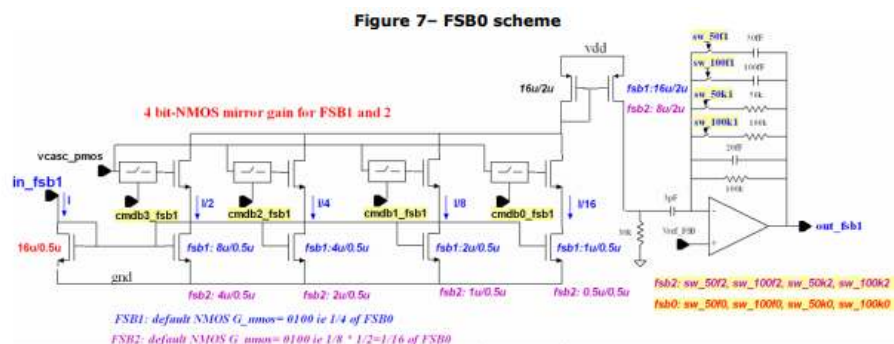 Figure 7– FSB0 scheme
sw_50f1
50fF
vdd
sw_100f1
100fF
16u/2u
fsb1:16u/2u
sw_50k1
50k
fsb2: 8u/2u
4 bit-NMOS mirror gain for FSB1 and 2
sw_100k1
100k
vcasc_pmos
20fF
in_fsb1
100k
I
I/2
I/4
I/8
I/16
cmdb3_fsb1
cmdb2_fsb1
cmdb1_fsb1
cmdb0_fsb1
3pF
-
out_fsb1
+
16u/0.5u
fsb1: 8u/0.5u
fsb1:4u/0.5u
fsb1:2u/0.5u
fsb1:1u/0.5u
gnd
fsb2: 4u/0.5u
fsb2: 2u/0.5u
fsb2: 1u/0.5u
fsb2: 0.5u/0.5u
fsb2: sw_50f2, sw_100f2, sw_50k2, sw_100k2
fsb0: sw_50f0, sw_100f0, sw_50k0, sw_100k0
FSB1: default NMOS G_nmos= 0100 ie 1/4 of FSB0
FSB2: default NMOS G_nmos= 0100 ie 1/8 * 1/2=1/16 of FSB0